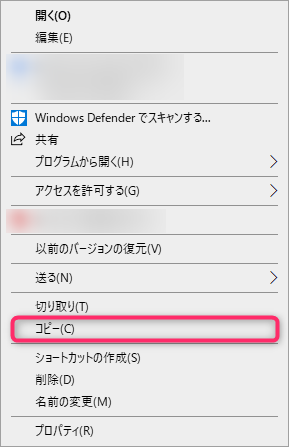 開く(O)
編集(E)
Windows Defender でスキャンする...
共有
プログラムから開く(H)
アクセスを許可する(G)
以前のバージョンの復元(V)
送る(N)
切り取り(T)
コピー(C)
ショートカットの作成(S)
削除(D)
名前の変更(M)
プロパティ(R)